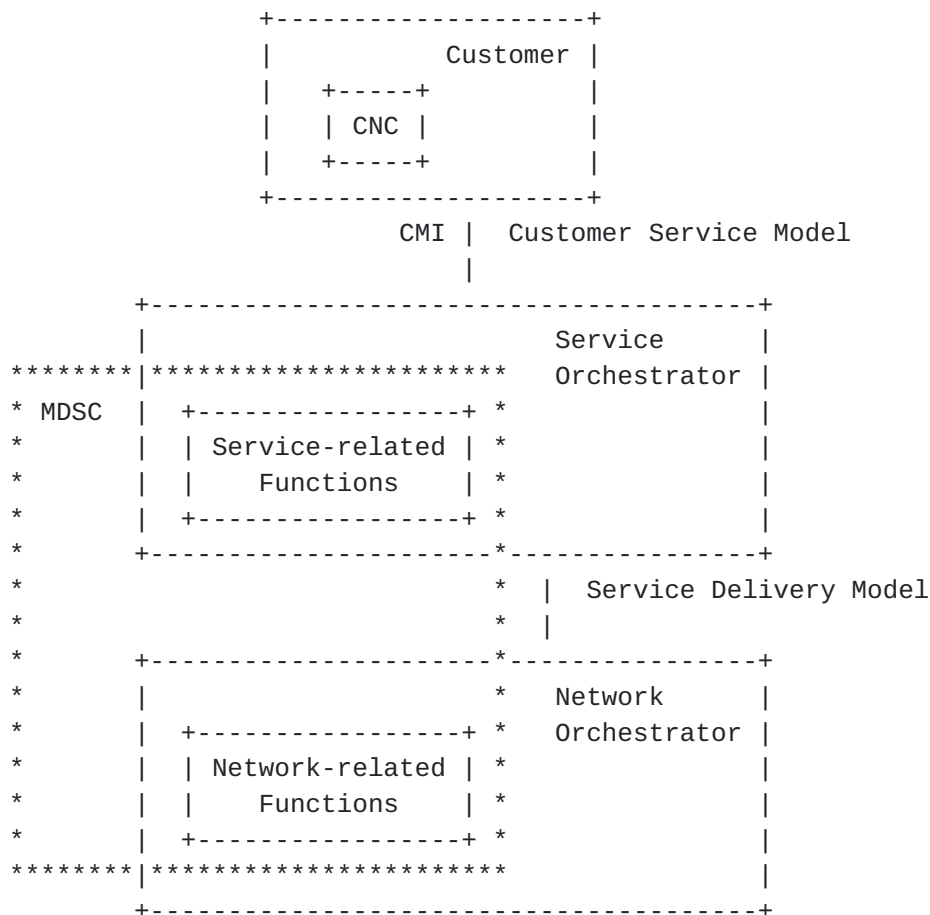 Customer
CNC
CMI | Customer Service Model
Service
Orchestrator
MDSC
Service-related
Functions
Service Delivery Model
Network
Orchestrator
Network-related
Functions